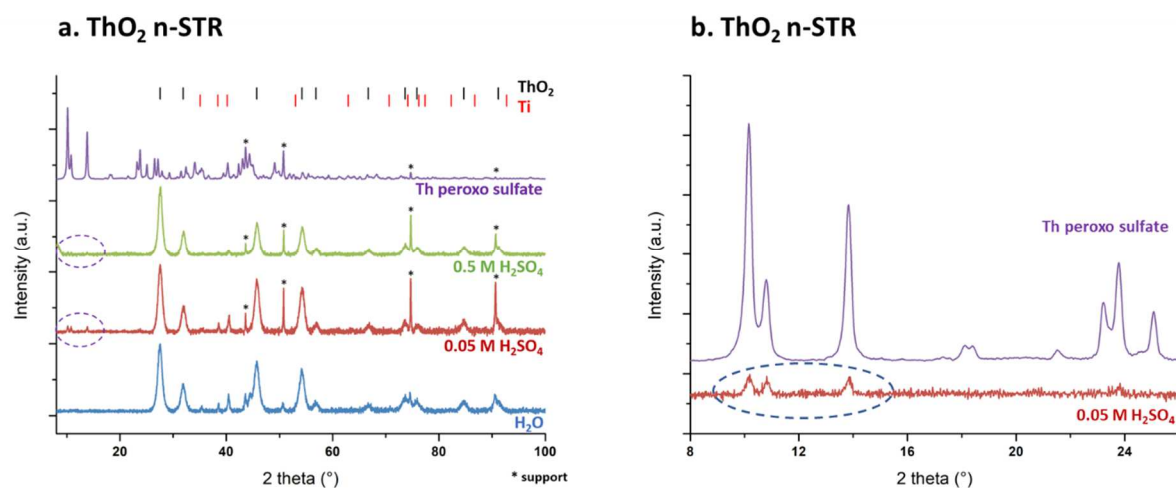 a. ThO₂ n-STR
ThO₂
Ti
* * * *
Th peroxo sulfate
* * * *
0.5 M H₂SO₄
* * * *
0.05 M H₂SO₄
H₂O
Intensity (a.u.)
20 40 60 80 100
2 theta (°)
* support
b. ThO₂ n-STR
Th peroxo sulfate
0.05 M H₂SO₄
Intensity (a.u.)
8 12 16 20 24
2 theta (°)